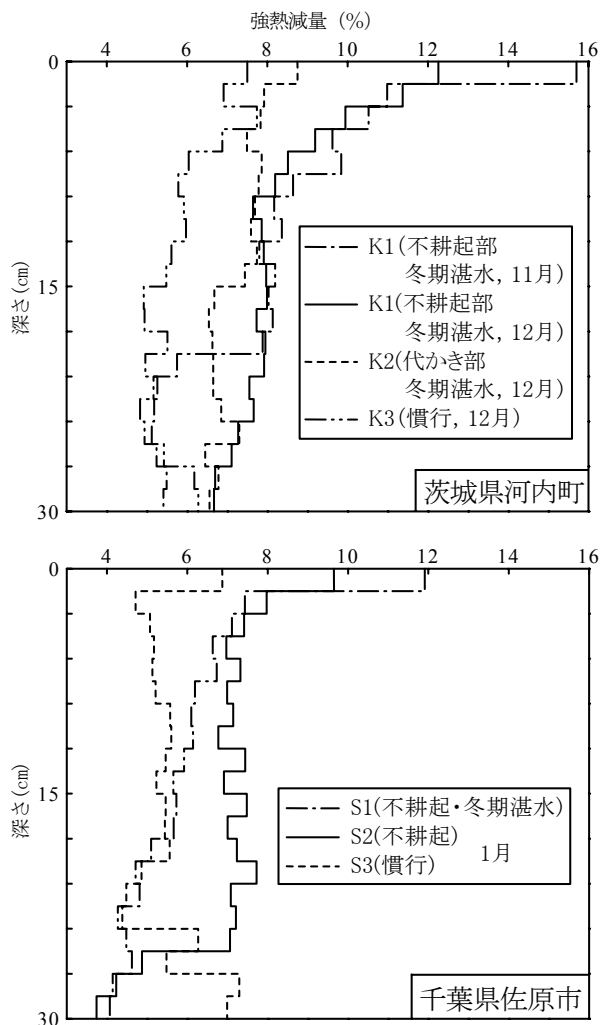 強熱減量 (%)
4 6 8 10 12 14 16
0
15
30
深さ(cm)
K1(不耕起部
冬期湛水, 11月)
K1(不耕起部
冬期湛水, 12月)
K2(代かき部
冬期湛水, 12月)
K3(慣行, 12月)
茨城県河内町
4 6 8 10 12 14 16
0
15
30
深さ(cm)
S1(不耕起・冬期湛水)
S2(不耕起)
1月
S3(慣行)
千葉県佐原市